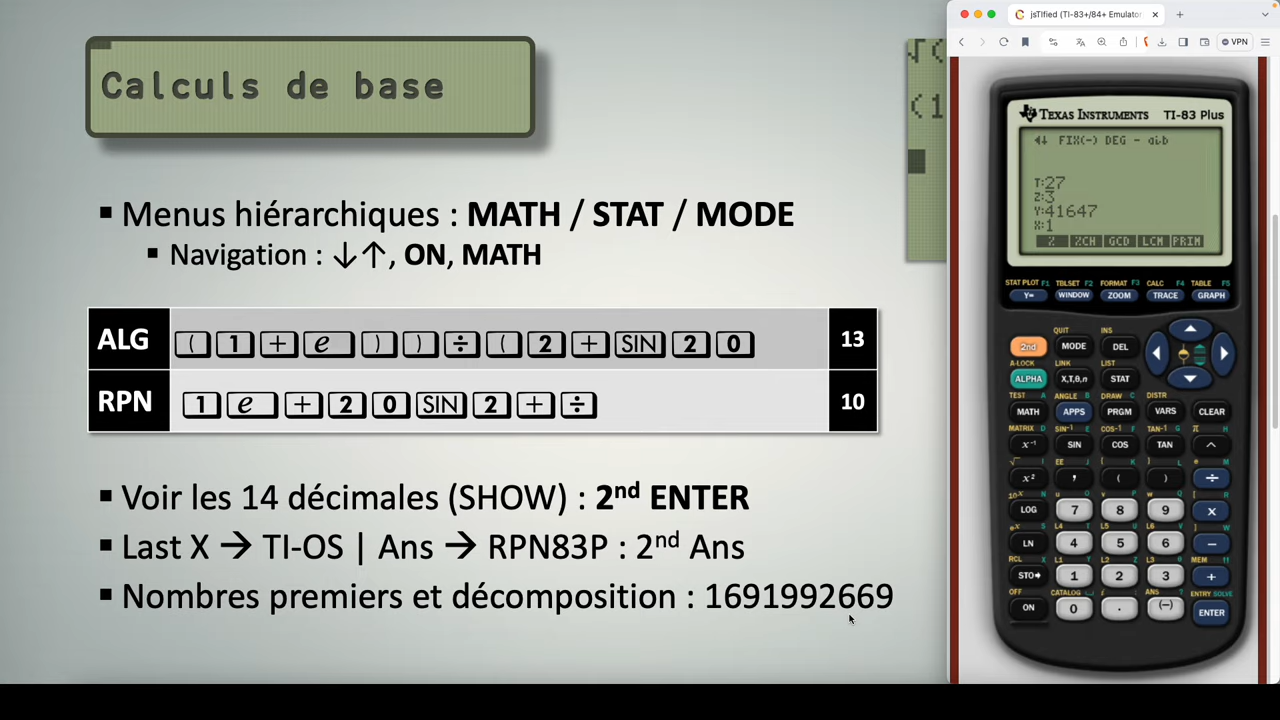 Calculs de base
▪ Menus hiérarchiques : MATH / STAT / MODE
▪ Navigation : ↓↑, ON, MATH
ALG ( 1 + e ) ) ÷ ( 2 + SIN 2 0 13
RPN 1 e + 2 0 SIN 2 + ÷ 10
▪ Voir les 14 décimales (SHOW) : 2nd ENTER
▪ Last X → TI-OS | Ans → RPN83P : 2nd Ans
▪ Nombres premiers et décomposition : 1691992669
√(
(1
jsTIfied (TI-83+/84+ Emulator
VPN
TEXAS INSTRUMENTS TI-83 Plus
FIX(-) DEG - a𝑖b
T:27
Z:3
Y:41647
X:1
% %CH GCD LCM PRIM
STAT PLOT F1 TBLSET F2 FORMAT F3 CALC F4 TABLE F5
Y= WINDOW ZOOM TRACE GRAPH
QUIT INS
2nd MODE DEL
A-LOCK LINK LIST
ALPHA X,T,θ,n STAT
TEST A ANGLE B DRAW C DISTR
MATH APPS PRGM VARS CLEAR
MATRIX D SIN⁻¹ E COS⁻¹ F TAN⁻¹ G π H
x⁻¹ SIN COS TAN ^
√ I EE J { K } L e M
x² , ( ) ÷
10ˣ N u O v P w Q [ R
LOG 7 8 9 x
eˣ S L4 T L5 U L6 V ] W
LN 4 5 6 −
RCL X L1 Y L2 Z L3 θ MEM "
STO→ 1 2 3 +
OFF CATALOG i : ANS ? ENTRY SOLVE
ON 0 . (−) ENTER